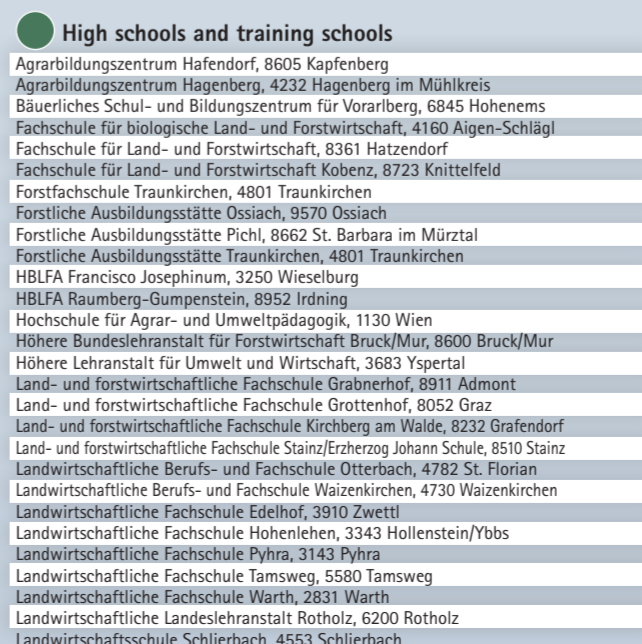 High schools and training schools
Agrarbildungszentrum Hafendorf, 8605 Kapfenberg
Agrarbildungszentrum Hagenberg, 4232 Hagenberg im Mühlkreis
Bäuerliches Schul- und Bildungszentrum für Vorarlberg, 6845 Hohenems
Fachschule für biologische Land- und Forstwirtschaft, 4160 Aigen-Schlägl
Fachschule für Land- und Forstwirtschaft, 8361 Hatzendorf
Fachschule für Land- und Forstwirtschaft Kobenz, 8723 Knittelfeld
Forstfachschule Traunkirchen, 4801 Traunkirchen
Forstliche Ausbildungsstätte Ossiach, 9570 Ossiach
Forstliche Ausbildungsstätte Pichl, 8662 St. Barbara im Mürztal
Forstliche Ausbildungsstätte Traunkirchen, 4801 Traunkirchen
HBLFA Francisco Josephinum, 3250 Wieselburg
HBLFA Raumberg-Gumpenstein, 8952 Irdning
Hochschule für Agrar- und Umweltpädagogik, 1130 Wien
Höhere Bundeslehranstalt für Forstwirtschaft Bruck/Mur, 8600 Bruck/Mur
Höhere Lehranstalt für Umwelt und Wirtschaft, 3683 Yspertal
Land- und forstwirtschaftliche Fachschule Grabnerhof, 8911 Admont
Land- und forstwirtschaftliche Fachschule Grottenhof, 8052 Graz
Land- und forstwirtschaftliche Fachschule Kirchberg am Walde, 8232 Grafendorf
Land- und forstwirtschaftliche Fachschule Stainz/Erzherzog Johann Schule, 8510 Stainz
Landwirtschaftliche Berufs- und Fachschule Otterbach, 4782 St. Florian
Landwirtschaftliche Berufs- und Fachschule Waizenkirchen, 4730 Waizenkirchen
Landwirtschaftliche Fachschule Edelhof, 3910 Zwettl
Landwirtschaftliche Fachschule Hohenlehen, 3343 Hollenstein/Ybbs
Landwirtschaftliche Fachschule Pyhra, 3143 Pyhra
Landwirtschaftliche Fachschule Tamsweg, 5580 Tamsweg
Landwirtschaftliche Fachschule Warth, 2831 Warth
Landwirtschaftliche Landeslehranstalt Rotholz, 6200 Rotholz
Landwirtschaftsschule Schlierbach, 4553 Schlierbach